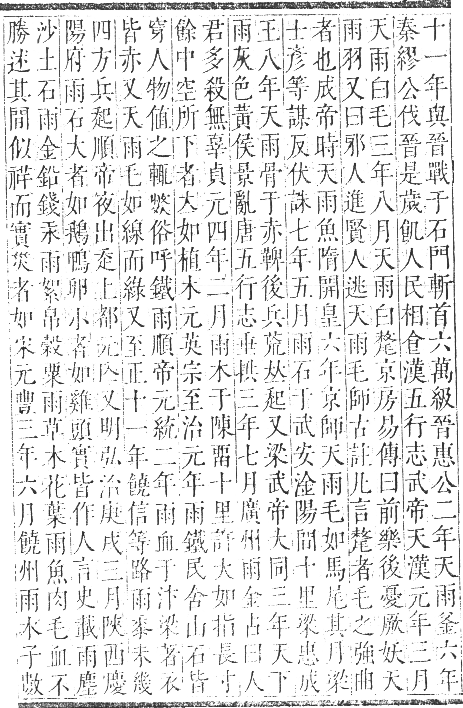 十一年與晉戰于石門斬首六萬級晉惠公二年天雨釜六年
秦繆公伐晉是歲飢人民相食漢五行志武帝天漢元年三月
天雨白毛三年八月天雨白氂京房易傳曰前樂後憂厥妖天
雨羽又曰邪人進賢人逃天雨毛師古註凡言氂者毛之強曲
者也成帝時天雨魚隋開皇六年京師天雨毛如馬尾其月梁
士彦等謀反伏誅七年五月雨石于武安滏陽間十里梁惠成
王八年天雨骨于赤鞞後兵荒並起又梁武帝大同三年天下
雨灰色黃侯景亂唐五行志垂拱三年七月廣州雨金占曰人
君多殺無辜貞元四年二月雨木于陳畱十里許大如指長寸
餘中空所下者大如植木元英宗至治元年雨鐵民舍山石皆
穿人物值之輒斃俗呼鐵雨順帝元統二年雨血于汴梁著衣
皆赤又天雨毛如線而綠又至正十一年饒信等路雨黍未幾
四方兵起順帝夜出走上都元亡又明弘治庚戌三月陝西慶
陽府雨石大者如鵝鴨卵小者如雞頭實皆作人言史載雨塵
沙土石雨金鉛錢汞雨絮帛穀粟雨草木花葉雨魚肉毛血不
勝述其間似祥而實災者如宋元豐三年六月饒州雨木子數